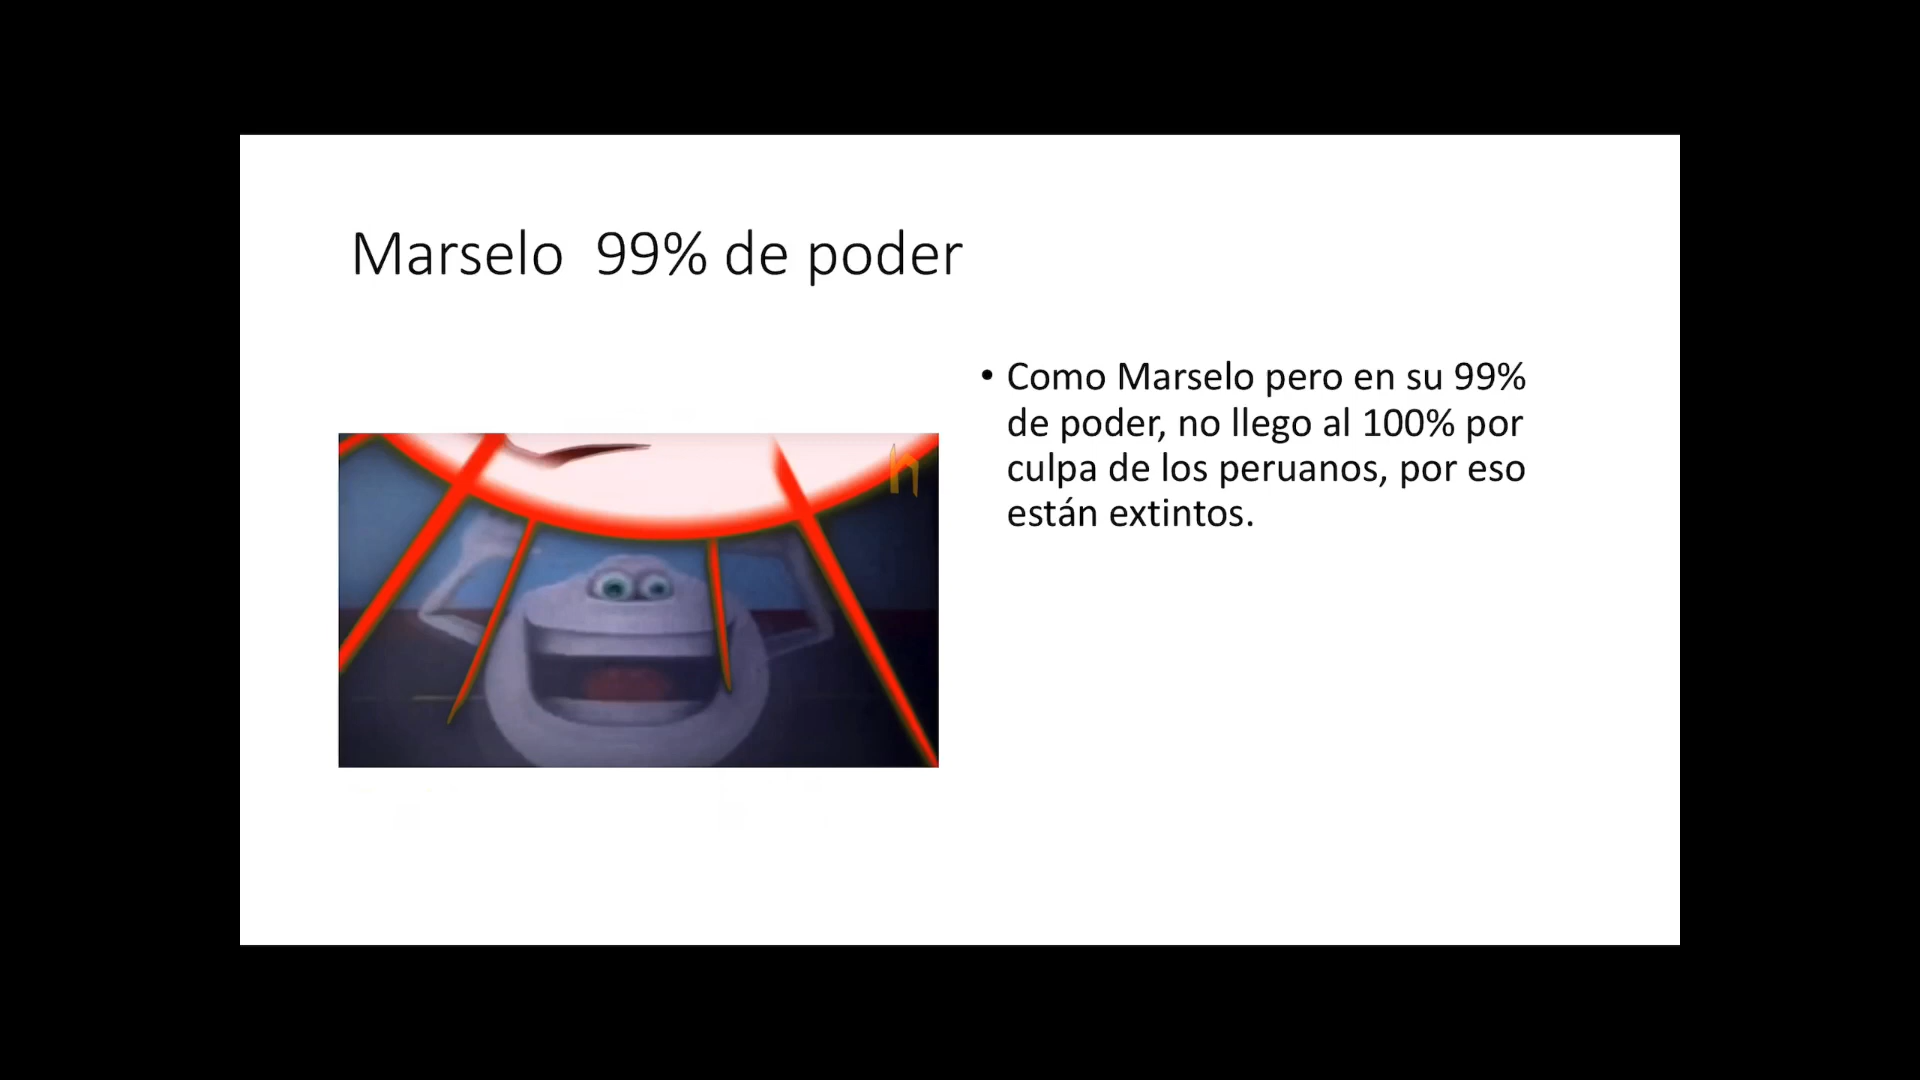 Marselo  99% de poder
• Como Marselo pero en su 99%
de poder, no llego al 100% por
culpa de los peruanos, por eso
están extintos.
h